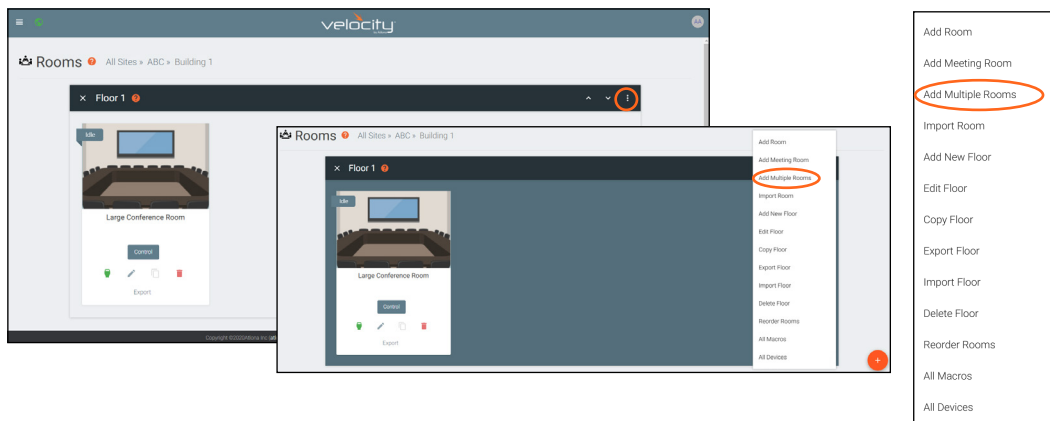 velocity
AA
Rooms ? All Sites » ABC » Building 1
× Floor 1 ?
Idle
Large Conference Room
Control
Export
Rooms ? All Sites » ABC » Building 1
× Floor 1 ?
Idle
Large Conference Room
Control
Export
Add Room
Add Meeting Room
Add Multiple Rooms
Import Room
Add New Floor
Edit Floor
Copy Floor
Export Floor
Import Floor
Delete Floor
Reorder Rooms
All Macros
All Devices
+
Add Room
Add Meeting Room
Add Multiple Rooms
Import Room
Add New Floor
Edit Floor
Copy Floor
Export Floor
Import Floor
Delete Floor
Reorder Rooms
All Macros
All Devices